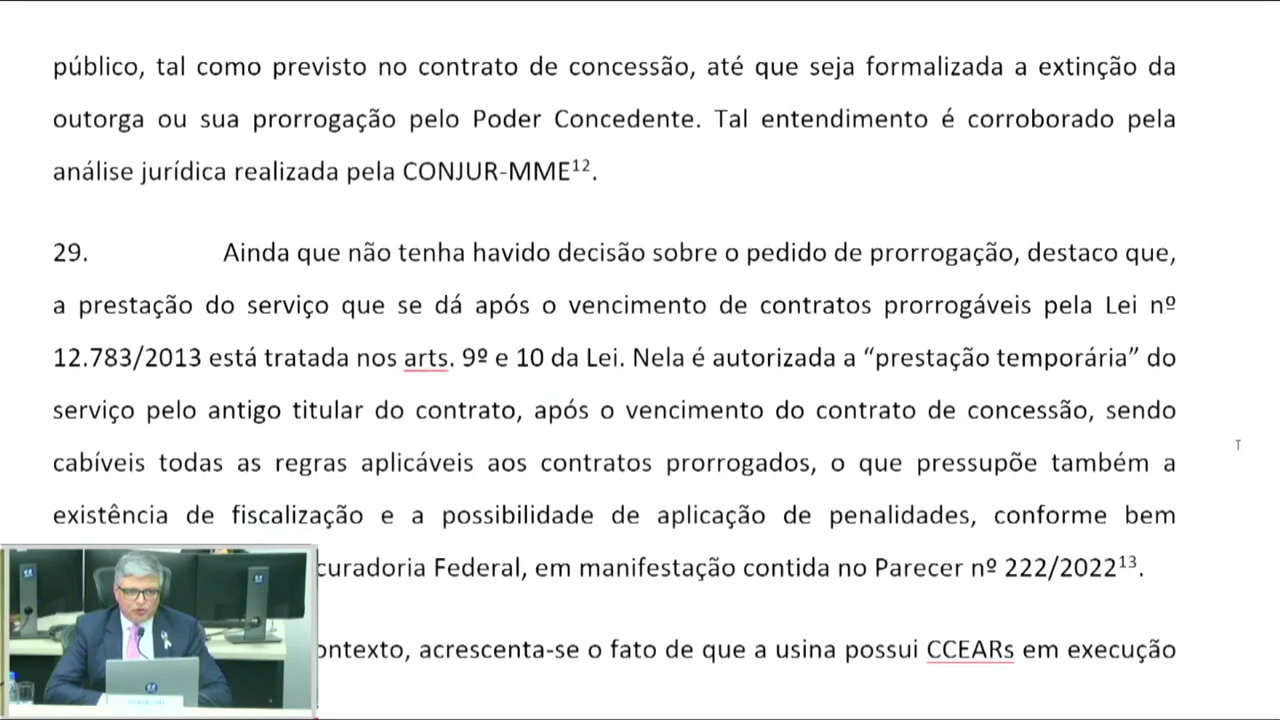 público, tal como previsto no contrato de concessão, até que seja formalizada a extinção da
outorga ou sua prorrogação pelo Poder Concedente. Tal entendimento é corroborado pela
análise jurídica realizada pela CONJUR-MME¹².
29. Ainda que não tenha havido decisão sobre o pedido de prorrogação, destaco que,
a prestação do serviço que se dá após o vencimento de contratos prorrogáveis pela Lei nº
12.783/2013 está tratada nos arts. 9º e 10 da Lei. Nela é autorizada a “prestação temporária” do
serviço pelo antigo titular do contrato, após o vencimento do contrato de concessão, sendo
cabíveis todas as regras aplicáveis aos contratos prorrogados, o que pressupõe também a
existência de fiscalização e a possibilidade de aplicação de penalidades, conforme bem
curadoria Federal, em manifestação contida no Parecer nº 222/2022¹³.
ontexto, acrescenta-se o fato de que a usina possui CCEARs em execução